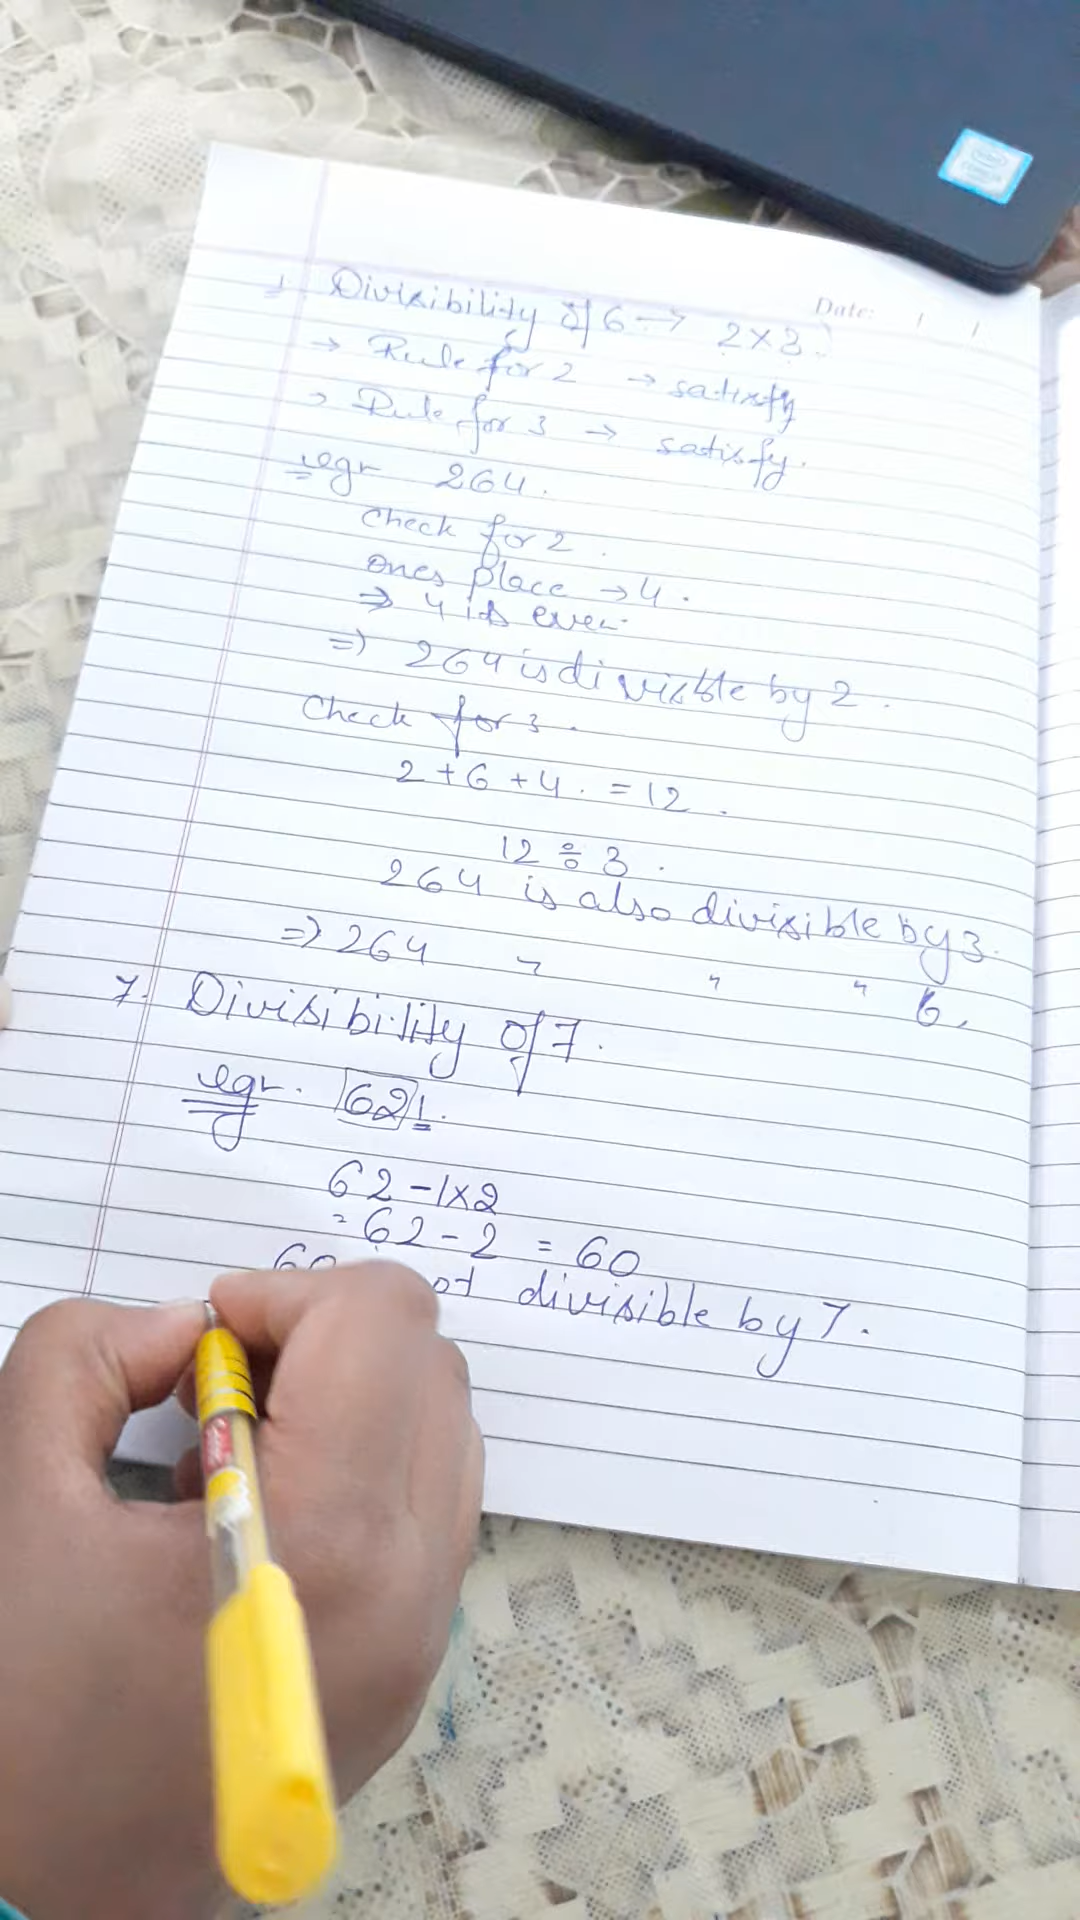 Date: / /
1. Divisibility of 6 → 2×3.
→ Rule for 2 → satisfy
→ Rule for 3 → satisfy.
egr 264.
Check for 2.
Ones place → 4.
⇒ 4 is even.
⇒) 264 is divisible by 2.
Check for 3.
2 + 6 + 4. = 12.
12 ÷ 3.
264 is also divisible by 3.
⇒) 264 " " " 6.
7. Divisibility of 7.
egr. 621.
62 - 1×2
= 62 - 2 = 60
60 divisible by 7.